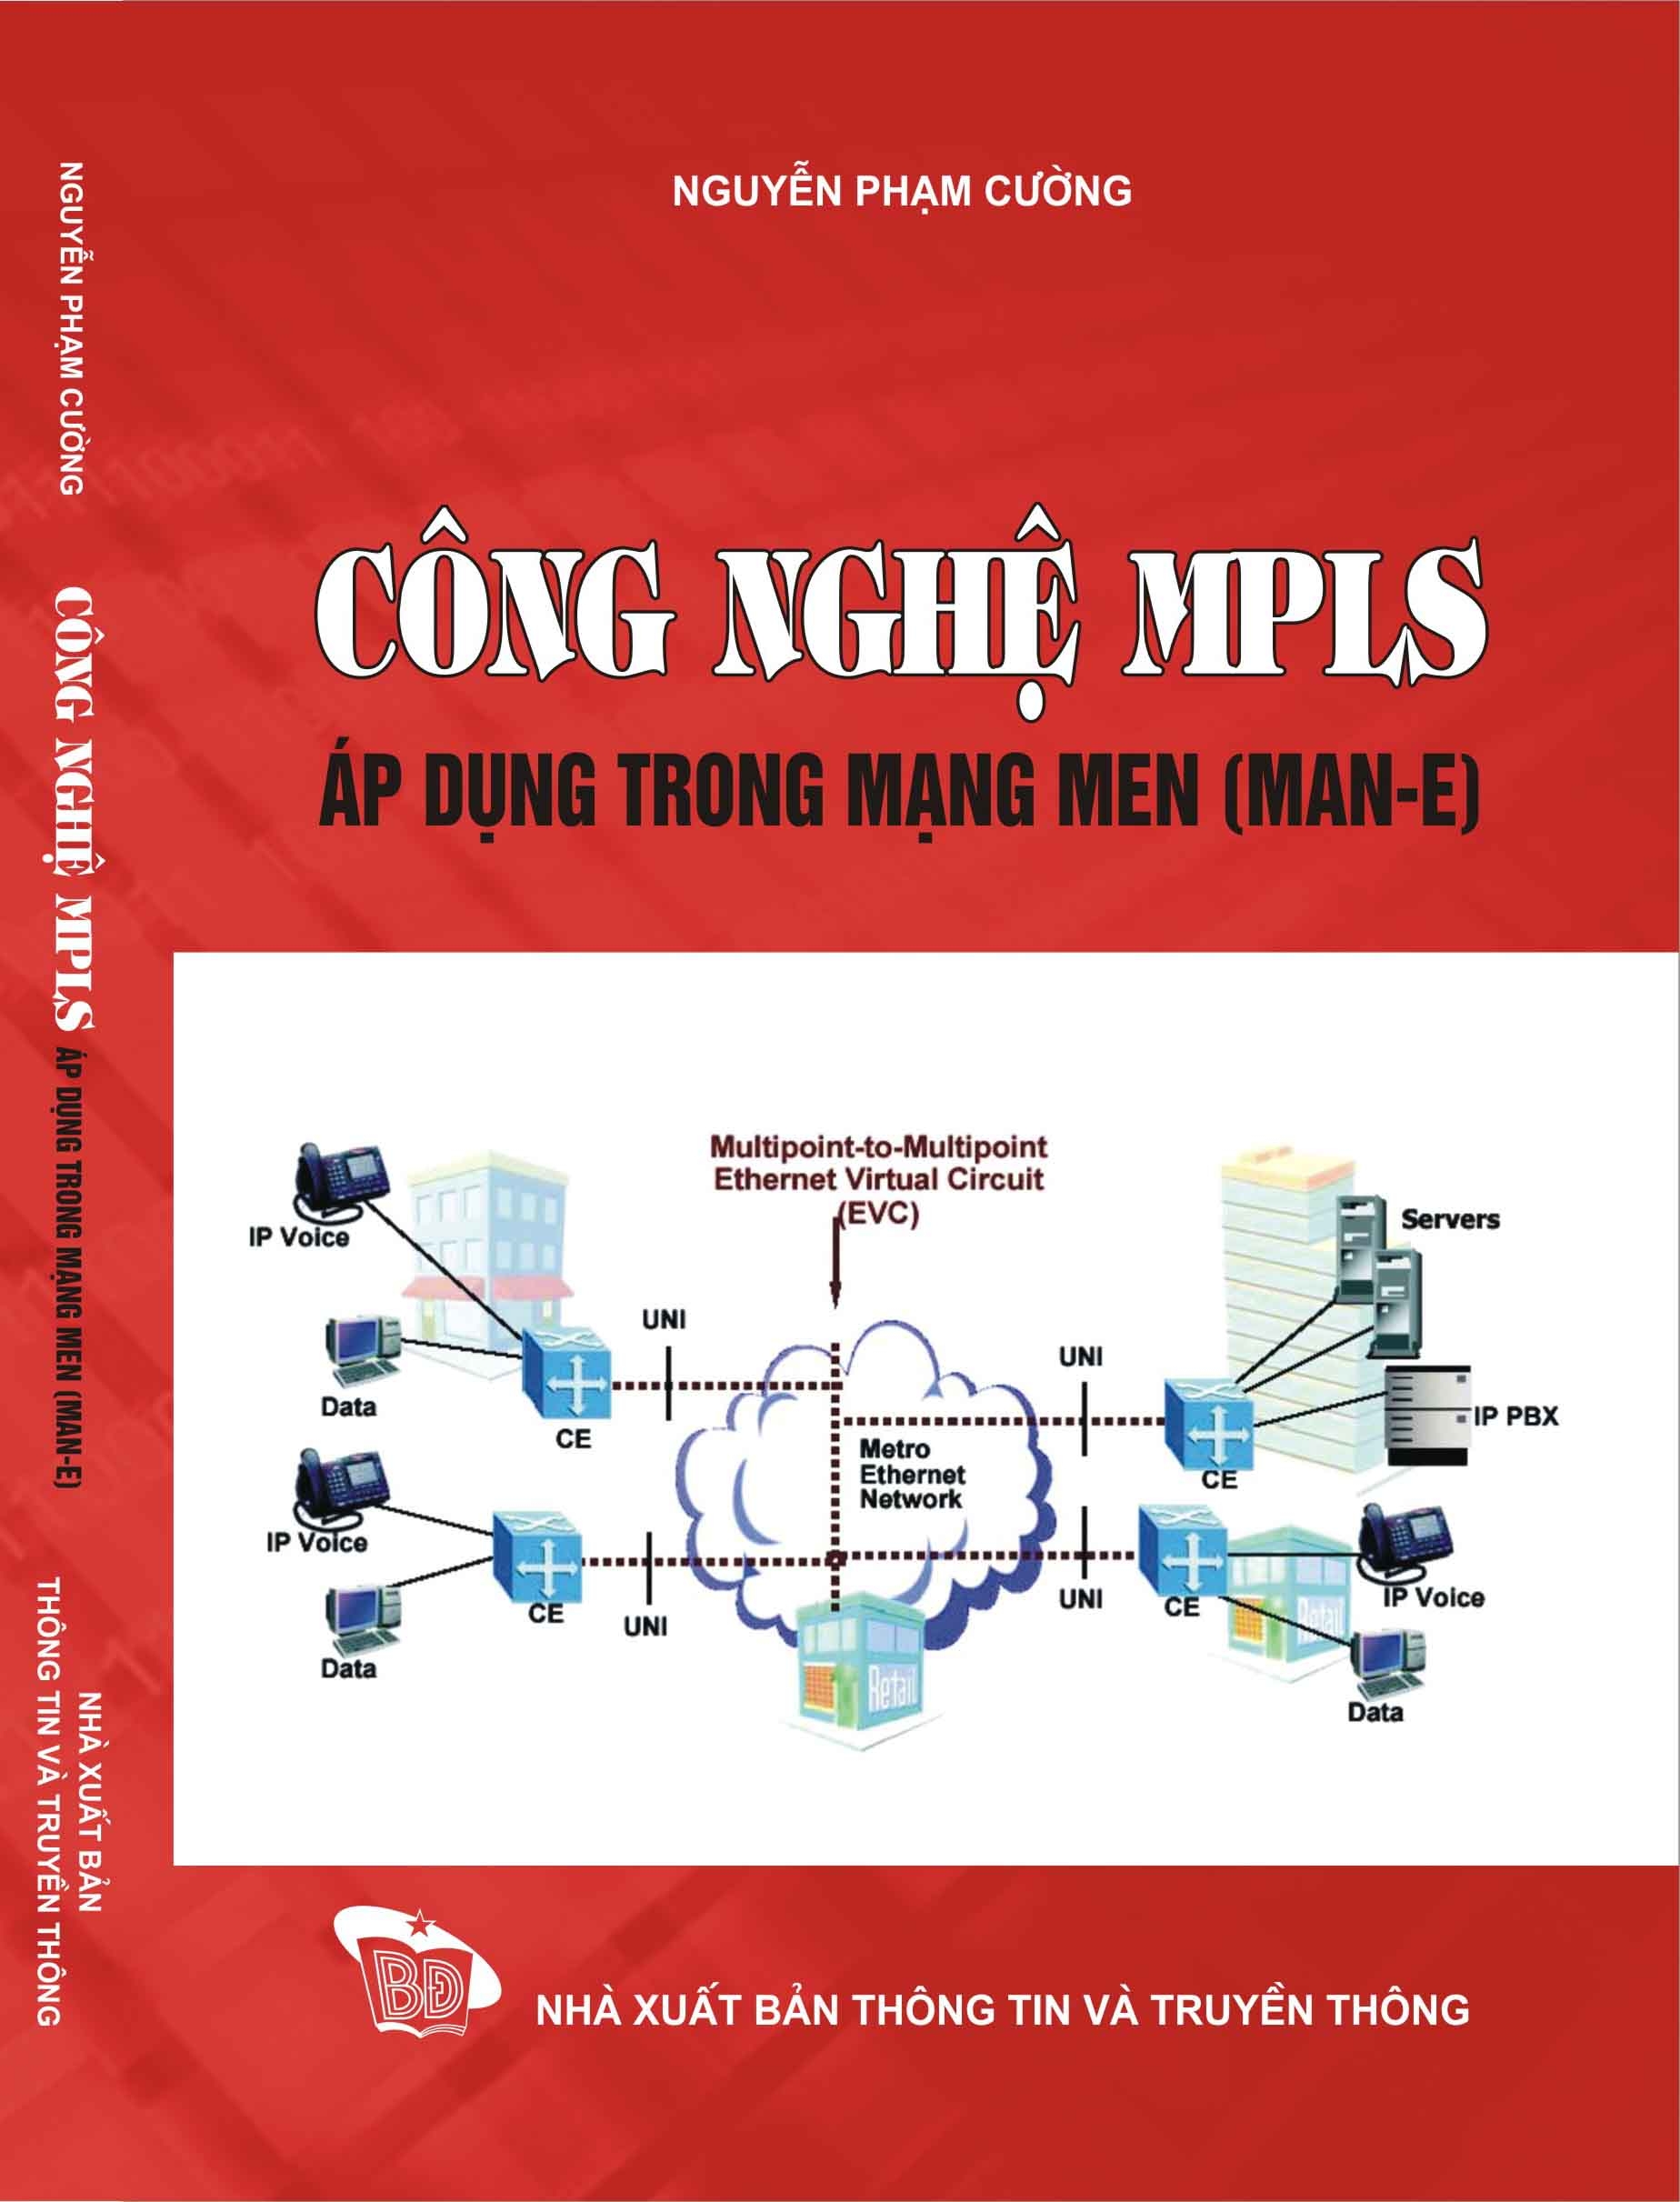 NGUYỄN PHẠM CƯỜNG
CÔNG NGHỆ MPLS
ÁP DỤNG TRONG MẠNG MEN (MAN-E)
NHÀ XUẤT BẢN
THÔNG TIN VÀ TRUYỀN THÔNG
NGUYỄN PHẠM CƯỜNG
CÔNG NGHỆ MPLS
ÁP DỤNG TRONG MẠNG MEN (MAN-E)
Multipoint-to-Multipoint
Ethernet Virtual Circuit
(EVC)
IP Voice
Data
CE
UNI
IP Voice
Data
CE
UNI
Metro
Ethernet
Network
Retail
UNI
CE
Servers
IP PBX
UNI
CE
Retail
IP Voice
Data
BĐ
NHÀ XUẤT BẢN THÔNG TIN VÀ TRUYỀN THÔNG